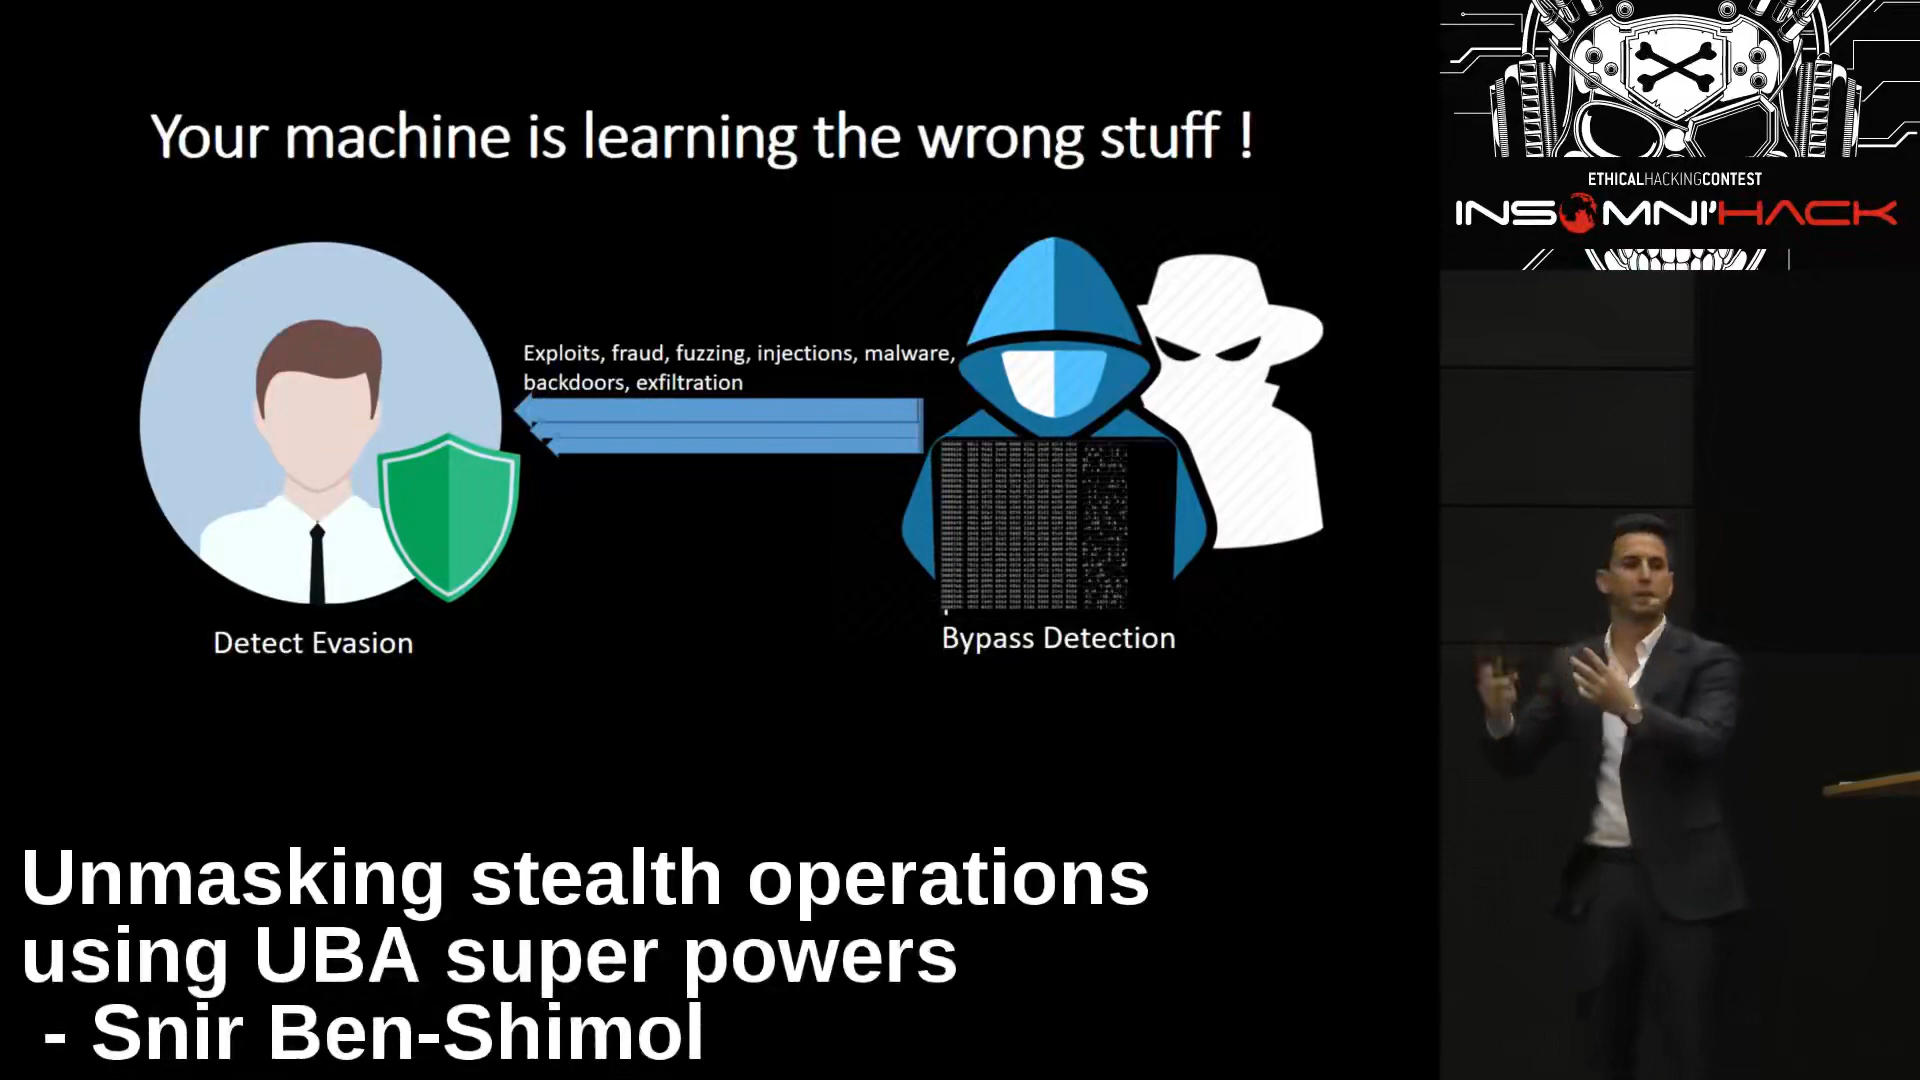 Your machine is learning the wrong stuff !
ETHICALHACKINGCONTEST
INSOMNI'HACK
Exploits, fraud, fuzzing, injections, malware,
backdoors, exfiltration
Detect Evasion
Bypass Detection
Unmasking stealth operations
using UBA super powers
- Snir Ben-Shimol